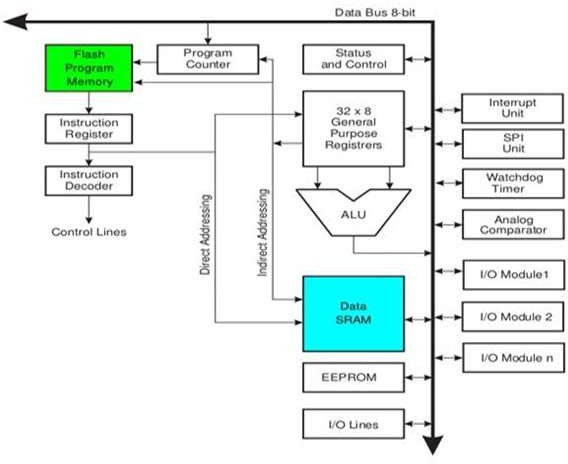 Data Bus 8-bit
Flash
Program
Memory
Program
Counter
Status
and Control
Instruction
Register
32 x 8
General
Purpose
Registrers
Interrupt
Unit
SPI
Unit
Instruction
Decoder
Watchdog
Timer
Control Lines
Direct Addressing
Indirect Addressing
ALU
Analog
Comparator
I/O Module1
Data
SRAM
I/O Module 2
I/O Module n
EEPROM
I/O Lines